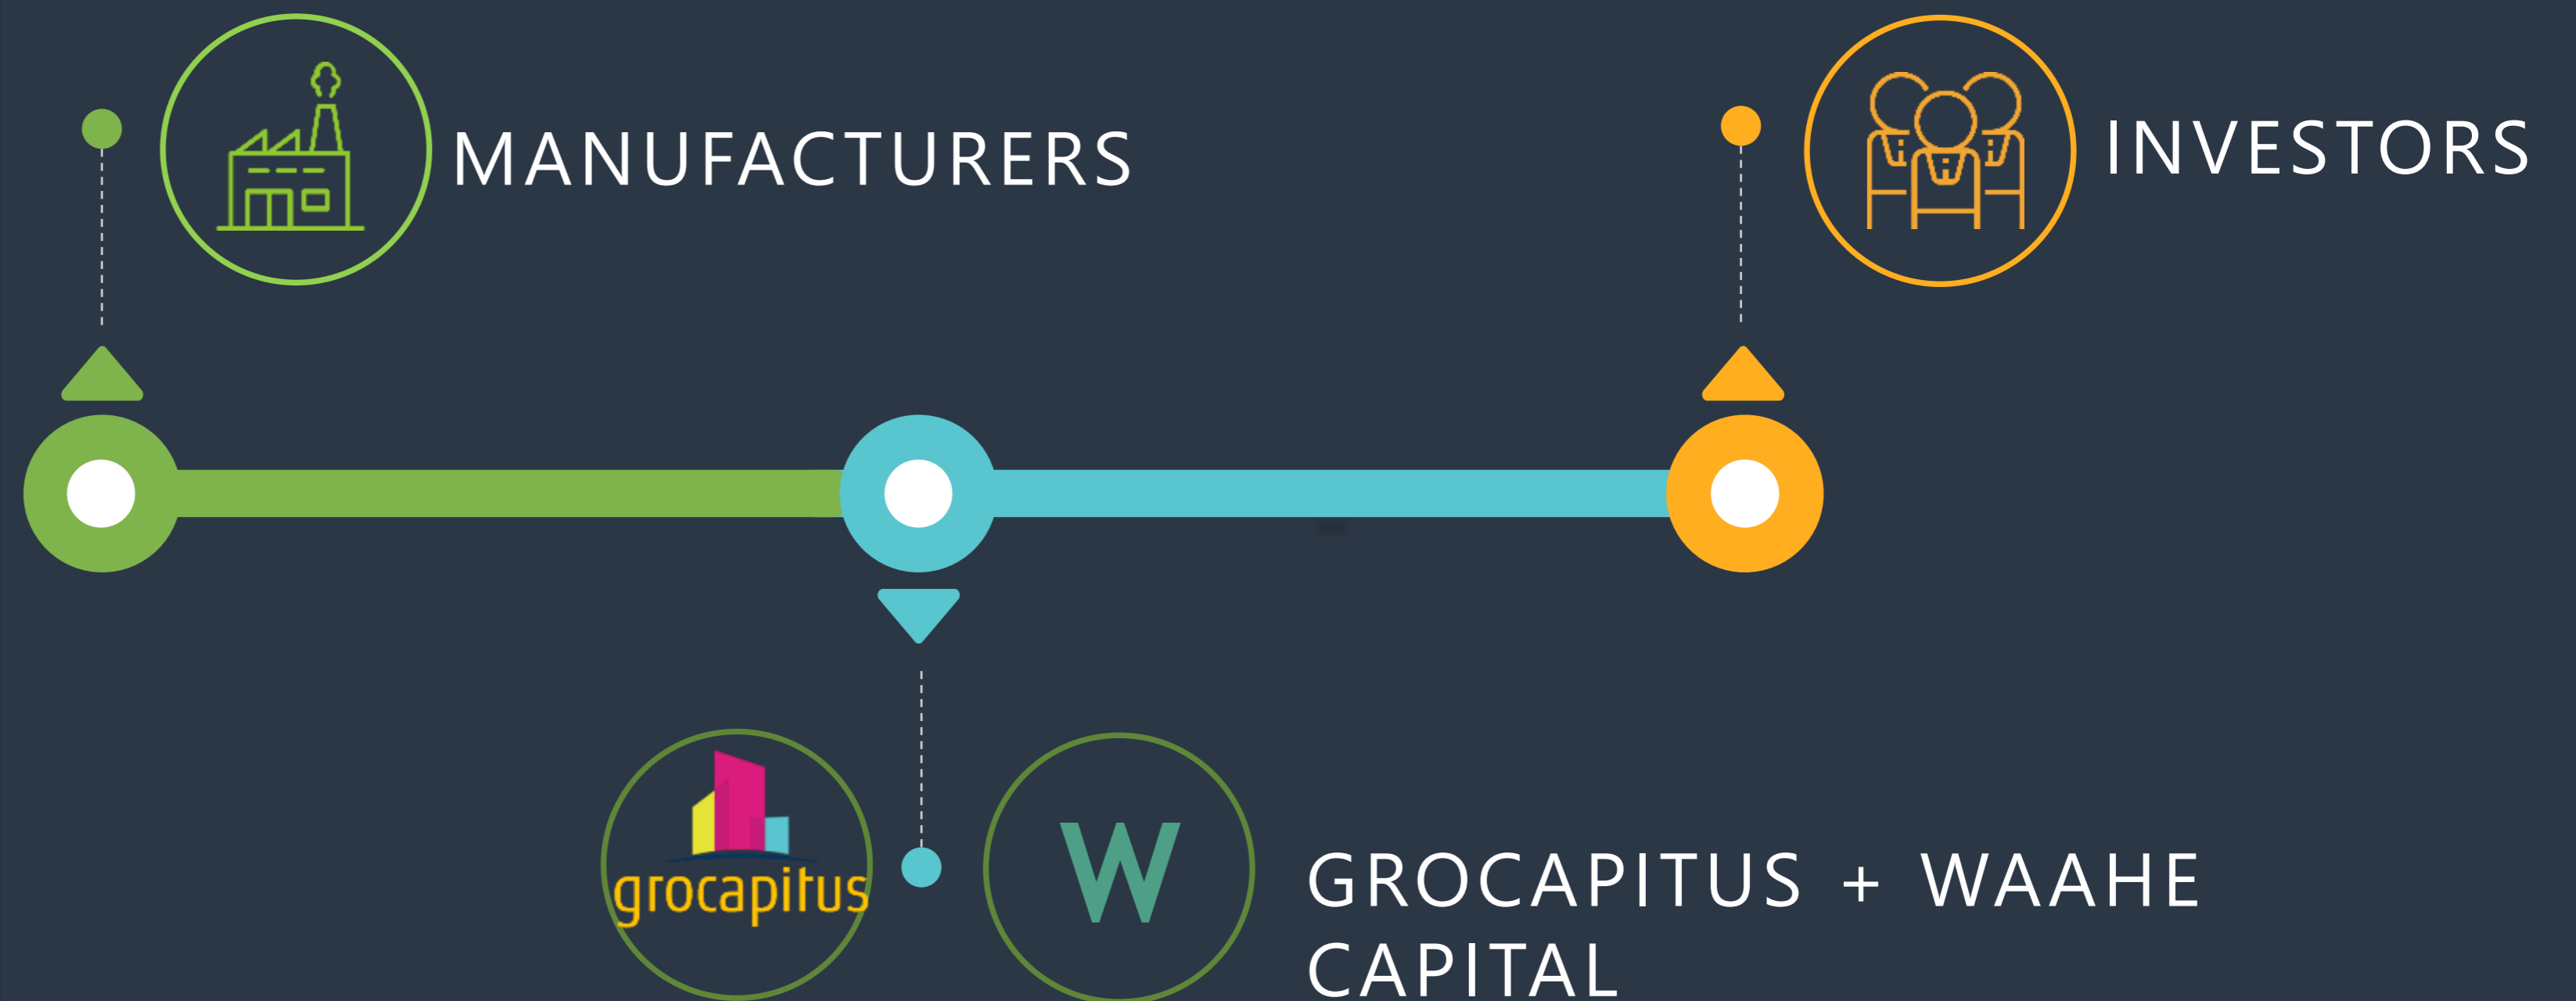 MANUFACTURERS
INVESTORS
grocapitus
W
GROCAPITUS + WAAHE
CAPITAL